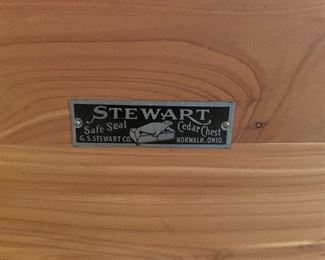 STEWART
Safe Seal Cedar Chest
G.S. STEWART CO. NORWALK, OHIO.